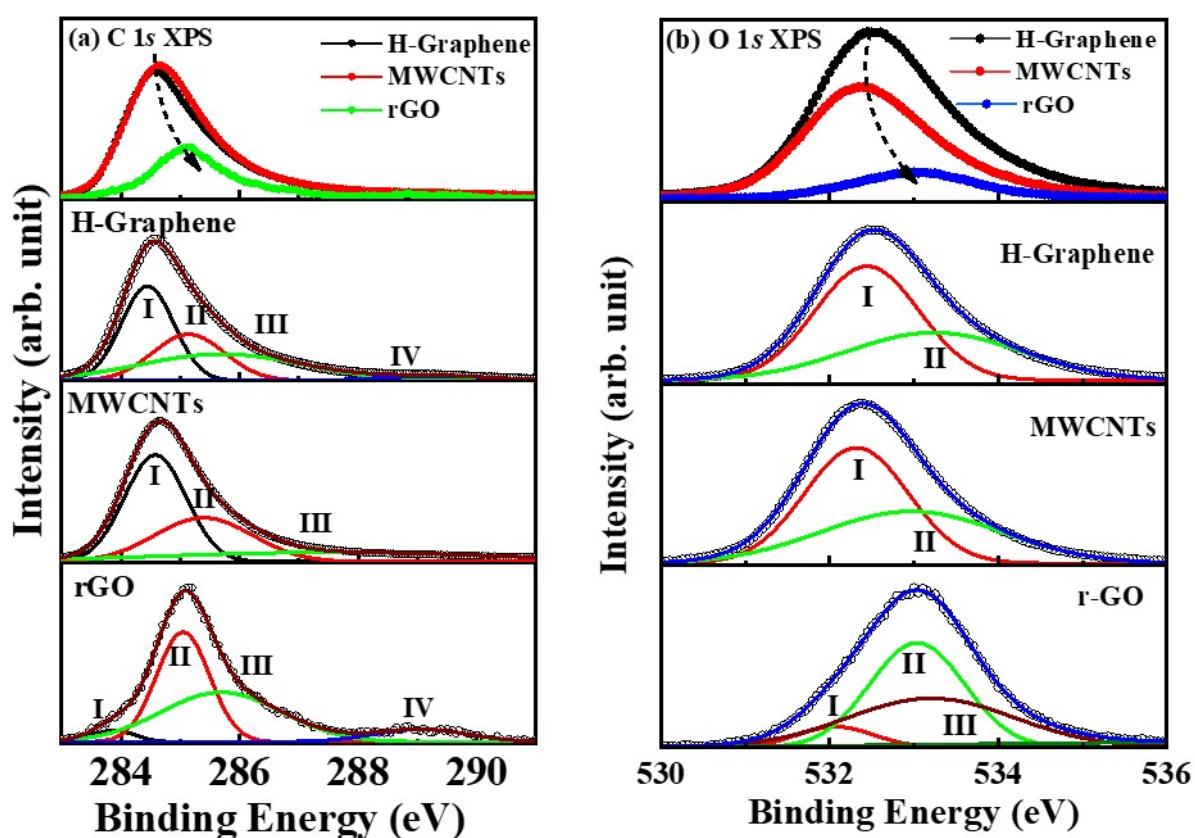 (a) C 1s XPS
H-Graphene
MWCNTs
rGO
H-Graphene
I
II
III
IV
MWCNTs
I
II
III
rGO
I
II
III
IV
284
286
288
290
Binding Energy (eV)
Intensity (arb. unit)
(b) O 1s XPS
H-Graphene
MWCNTs
rGO
H-Graphene
I
II
MWCNTs
I
II
r-GO
I
II
III
530
532
534
536
Binding Energy (eV)
Intensity (arb. unit)